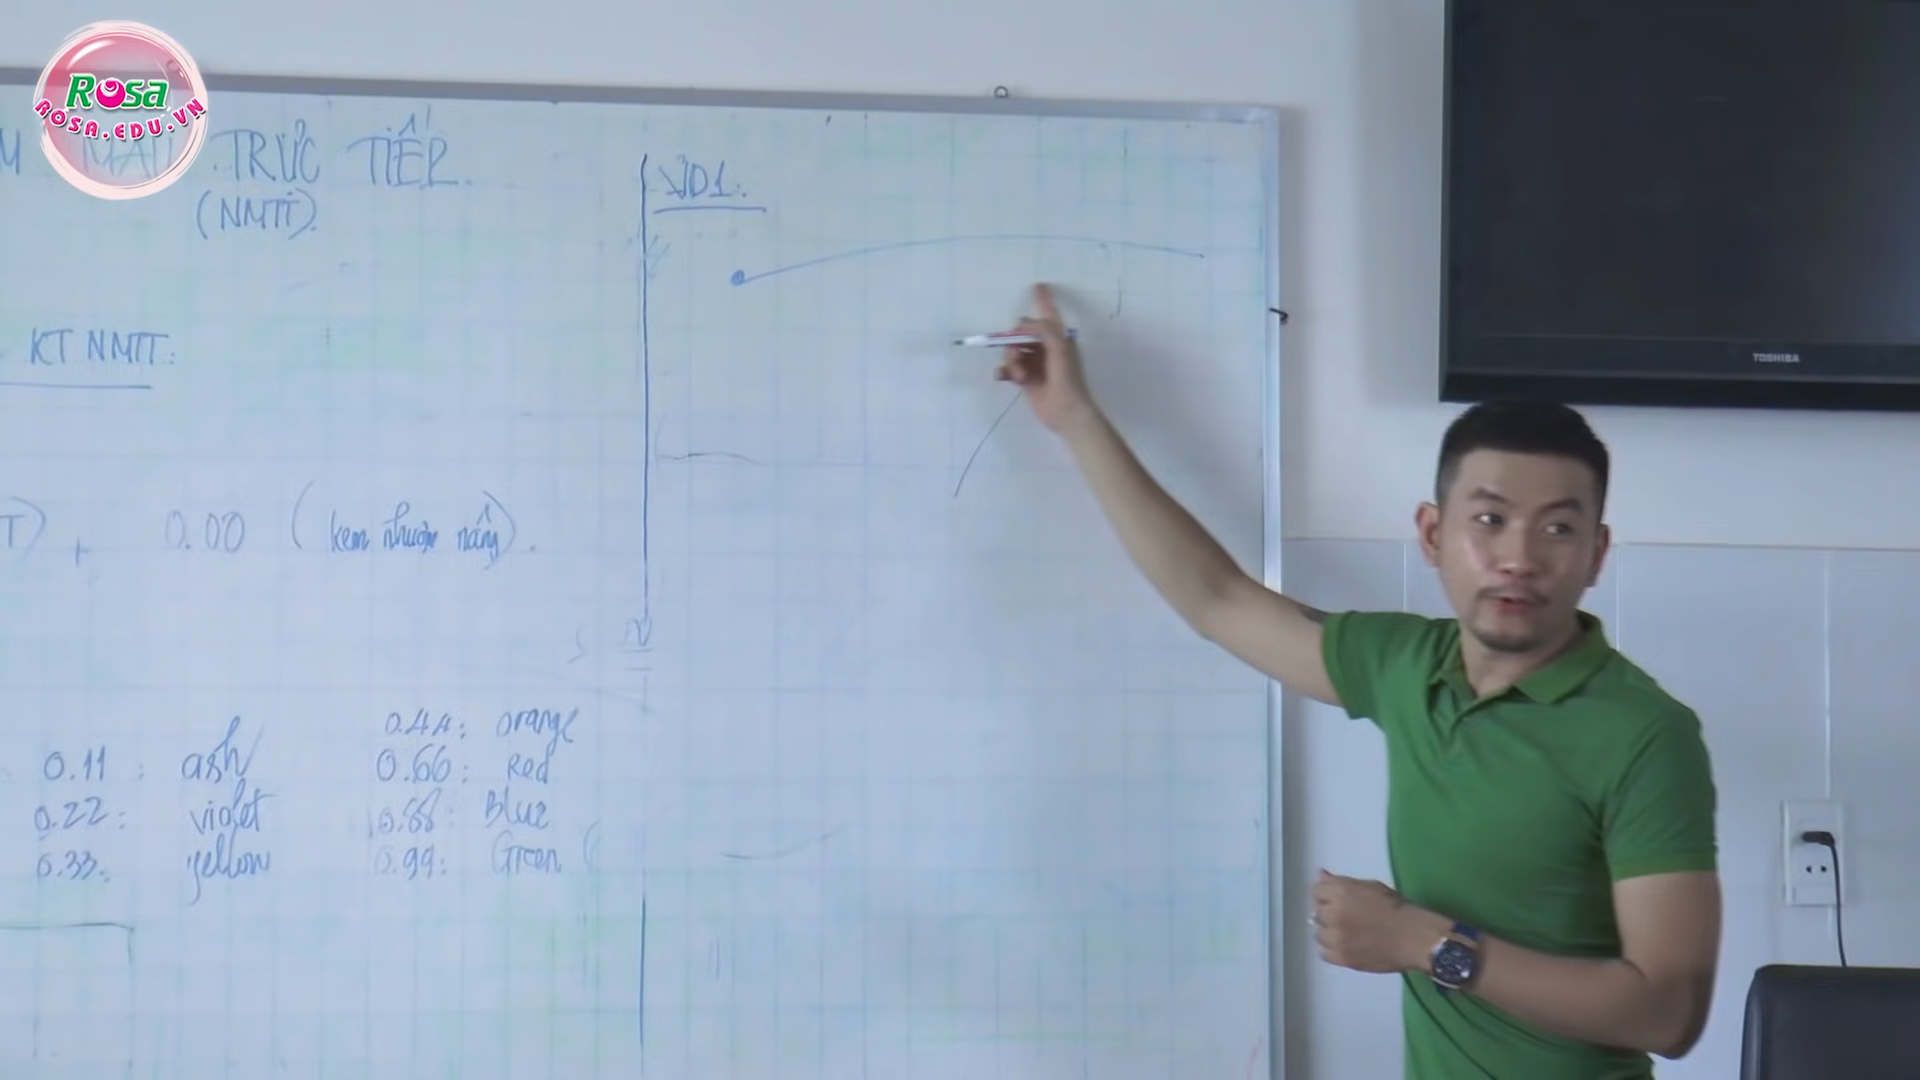 Rosa
ROSA.EDU.VN
MÀU TRỰC TIẾP.
(NMTT).
VD1:
TOSHIBA
KT NMTT:
T) + 0.00 (kem nhuộm nâng).
N
0.44: orange
0.11 : ash
0.66: Red
0.22: violet
0.88: Blue
0.33: yellow
0.99: Green